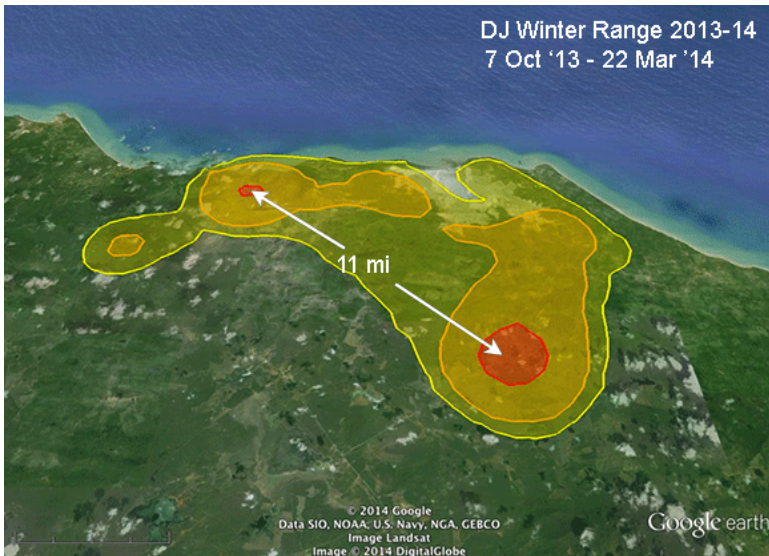 DJ Winter Range 2013-14
7 Oct ‘13 - 22 Mar ’14
11 mi
© 2014 Google
Data SIO, NOAA, U.S. Navy, NGA, GEBCO
Image Landsat
Image © 2014 DigitalGlobe
Google earth